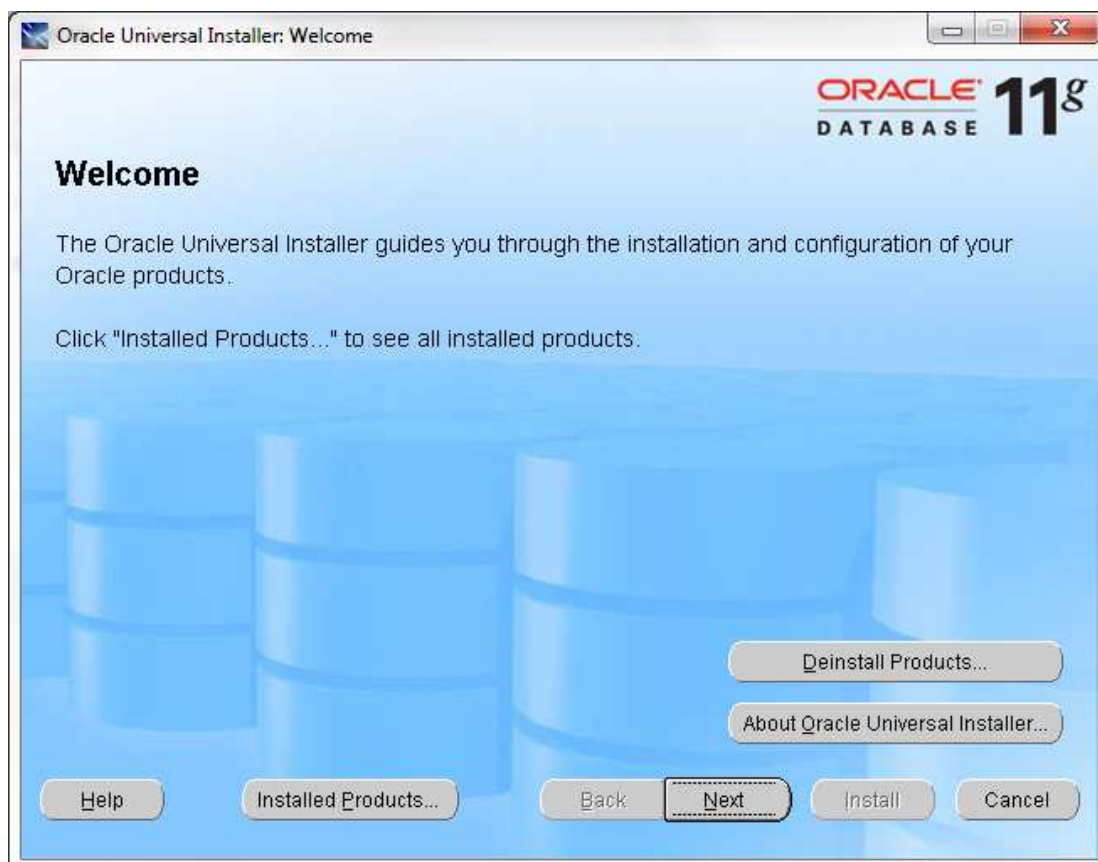 Oracle Universal Installer: Welcome
ORACLE 11g
DATABASE
Welcome
The Oracle Universal Installer guides you through the installation and configuration of your
Oracle products.
Click "Installed Products..." to see all installed products.
Deinstall Products...
About Oracle Universal Installer...
Help Installed Products... Back Next Install Cancel